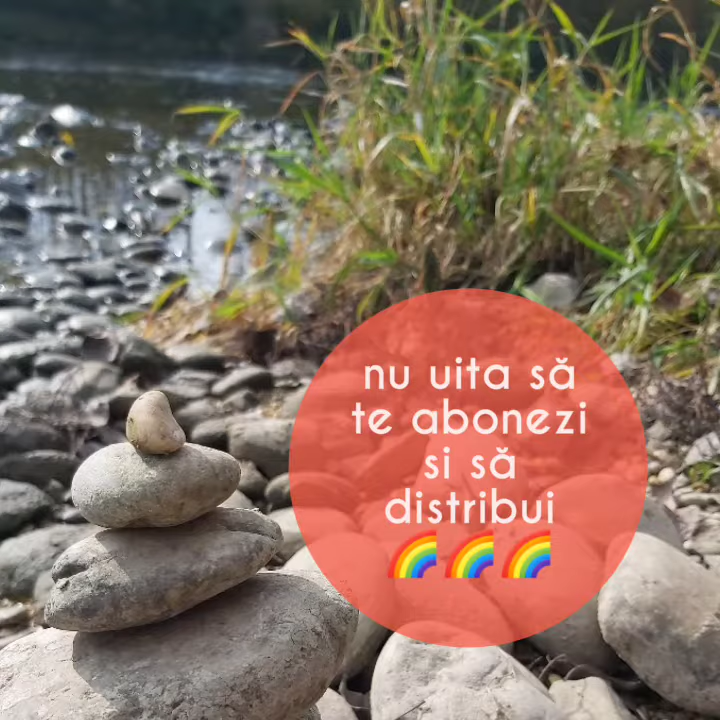 nu uita să
te abonezi
si să
distribui
🌈🌈🌈